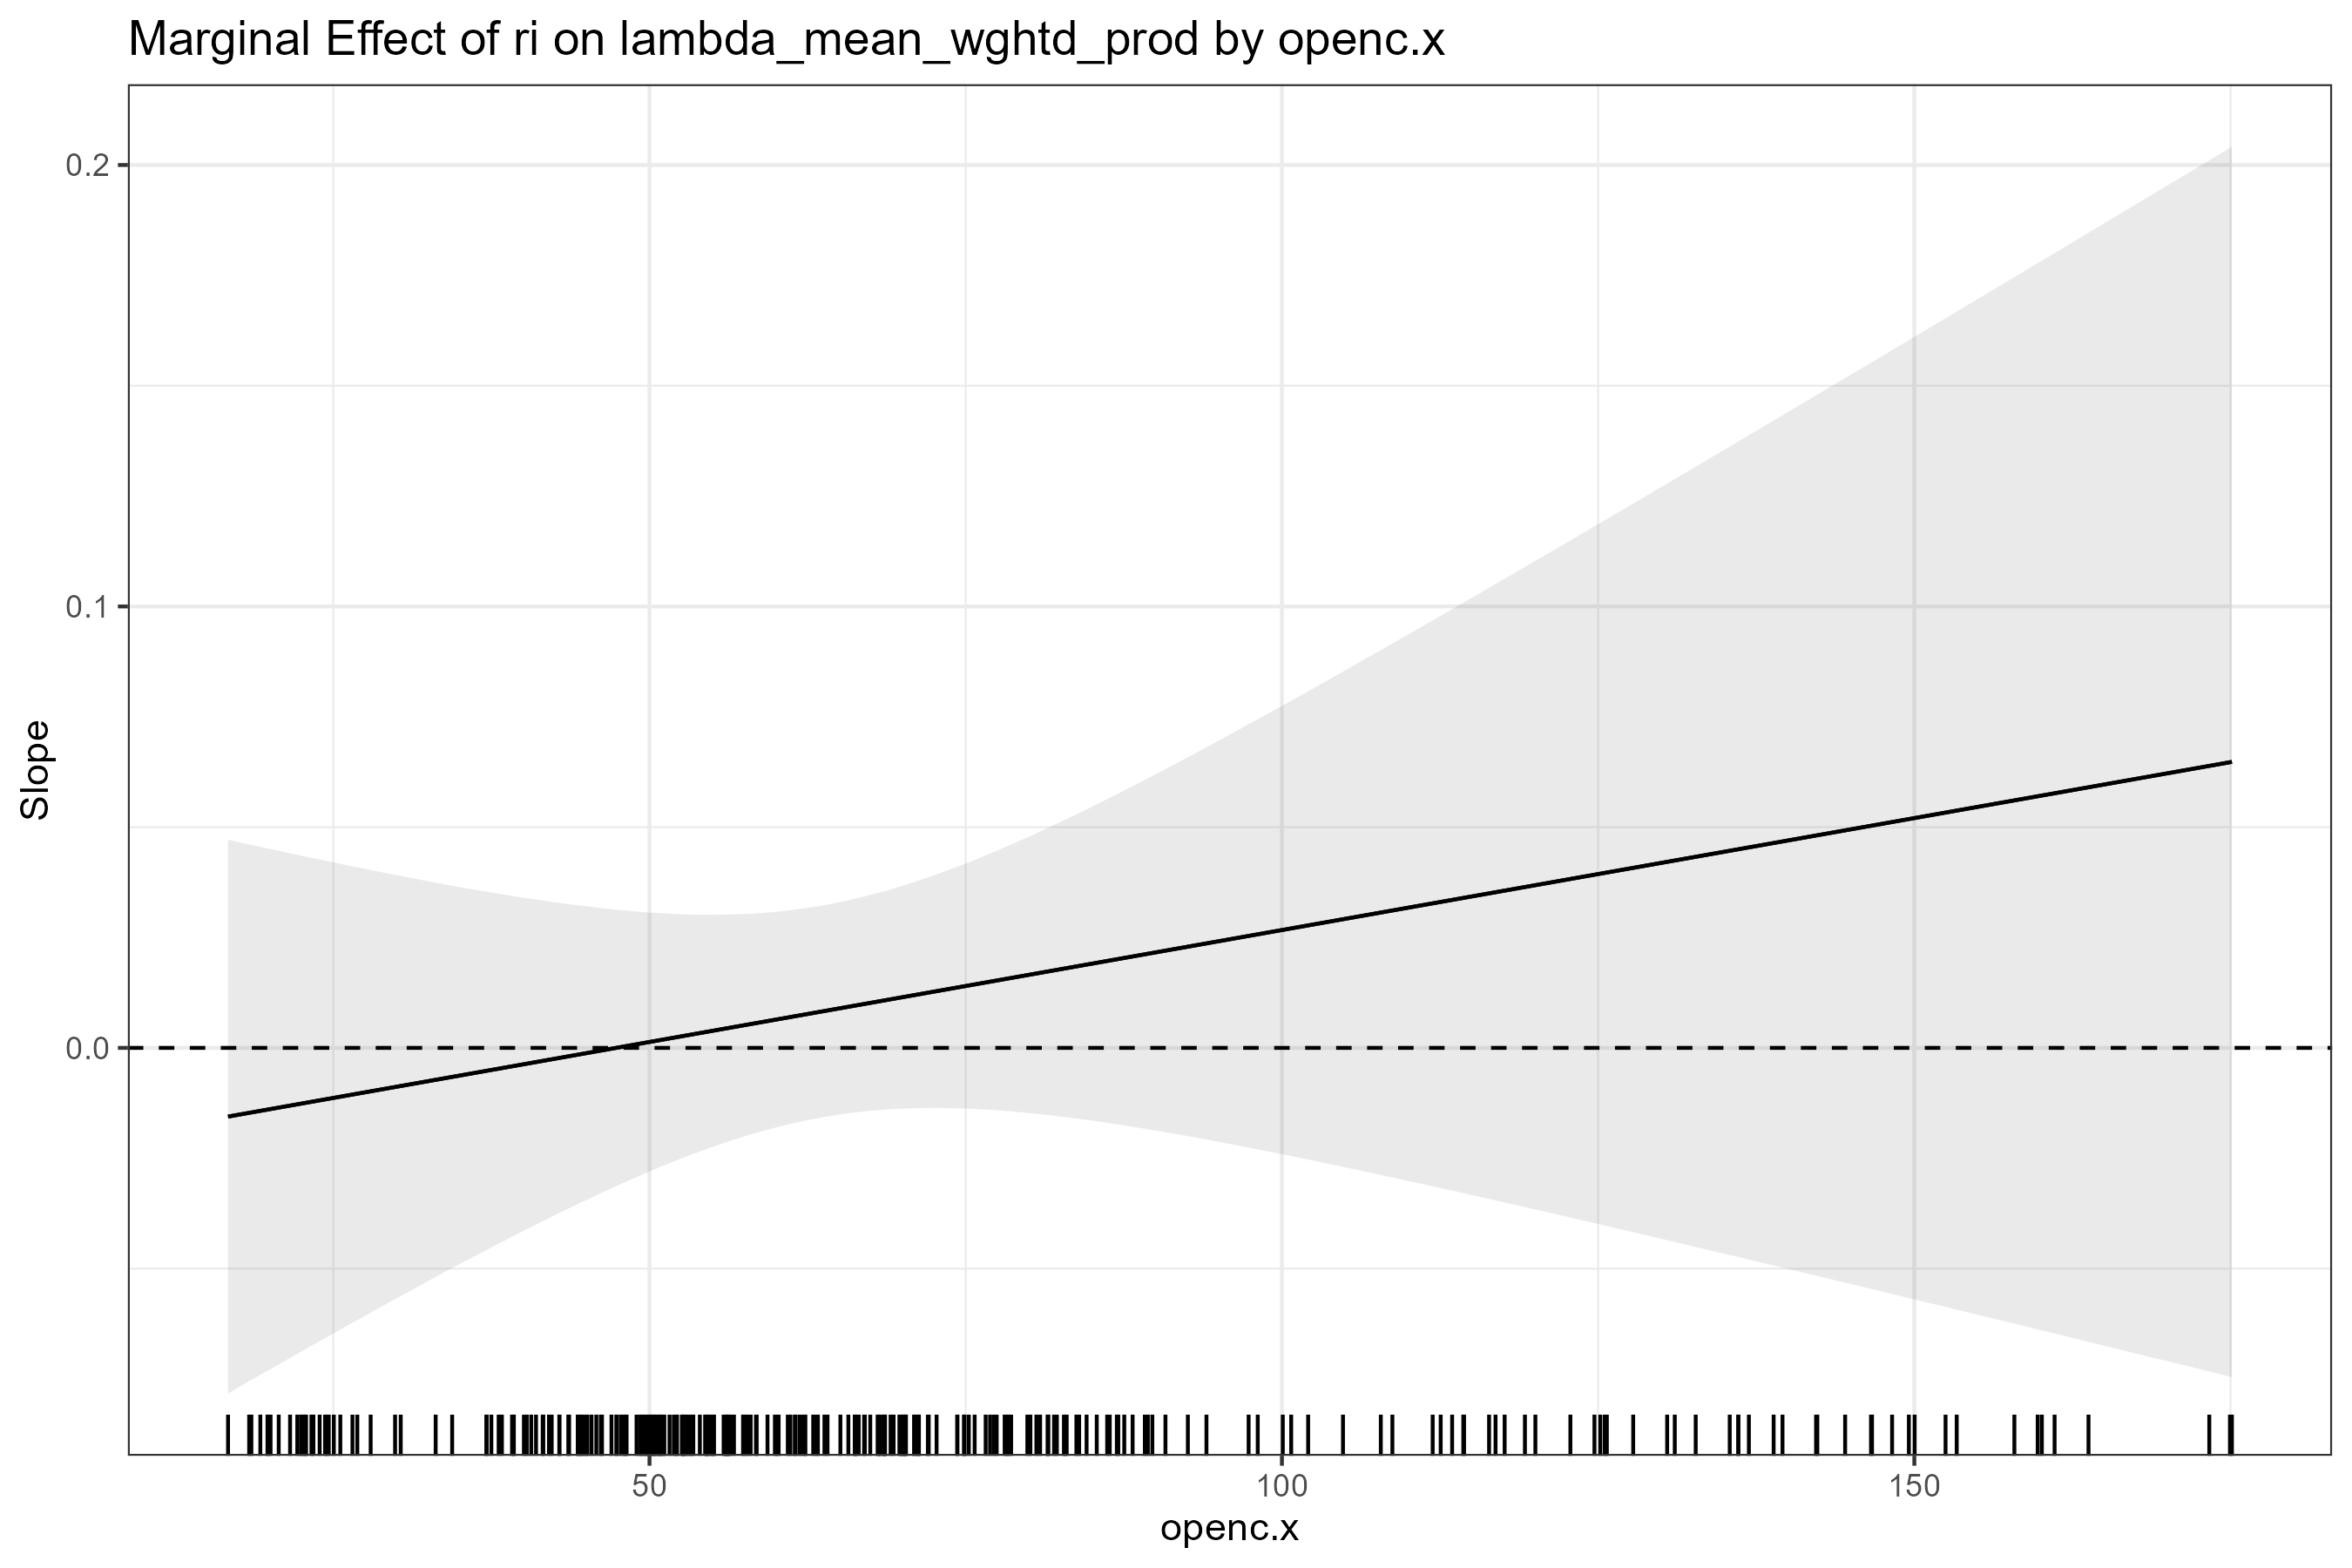 Marginal Effect of ri on lambda_mean_wghtd_prod by openc.x
0.2
0.1
0.0
Slope
50
100
150
openc.x